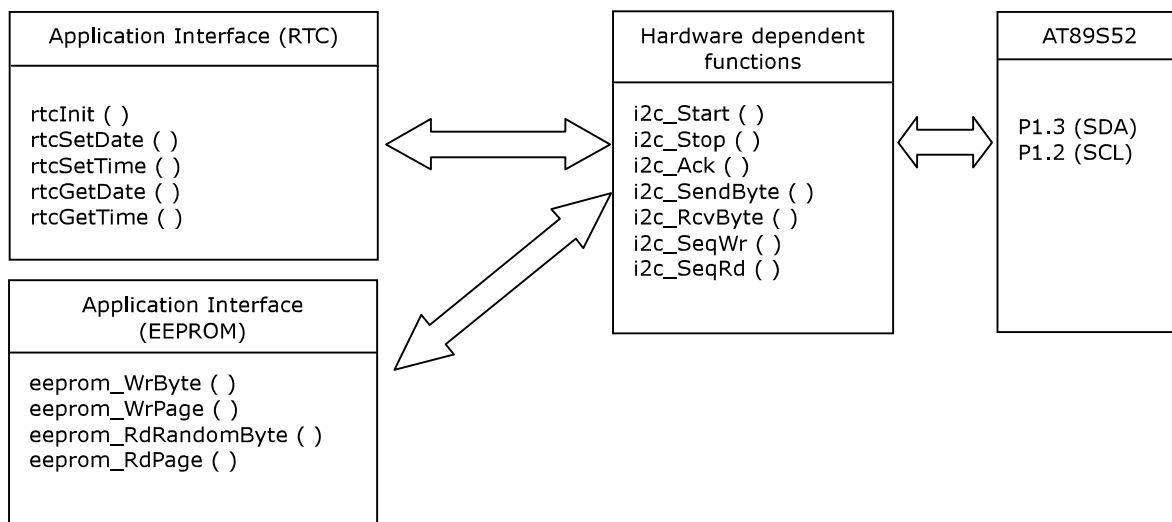 Application Interface (RTC)
rtcInit ( )
rtcSetDate ( )
rtcSetTime ( )
rtcGetDate ( )
rtcGetTime ( )
Application Interface
(EEPROM)
eeprom_WrByte ( )
eeprom_WrPage ( )
eeprom_RdRandomByte ( )
eeprom_RdPage ( )
Hardware dependent
functions
i2c_Start ( )
i2c_Stop ( )
i2c_Ack ( )
i2c_SendByte ( )
i2c_RcvByte ( )
i2c_SeqWr ( )
i2c_SeqRd ( )
AT89S52
P1.3 (SDA)
P1.2 (SCL)